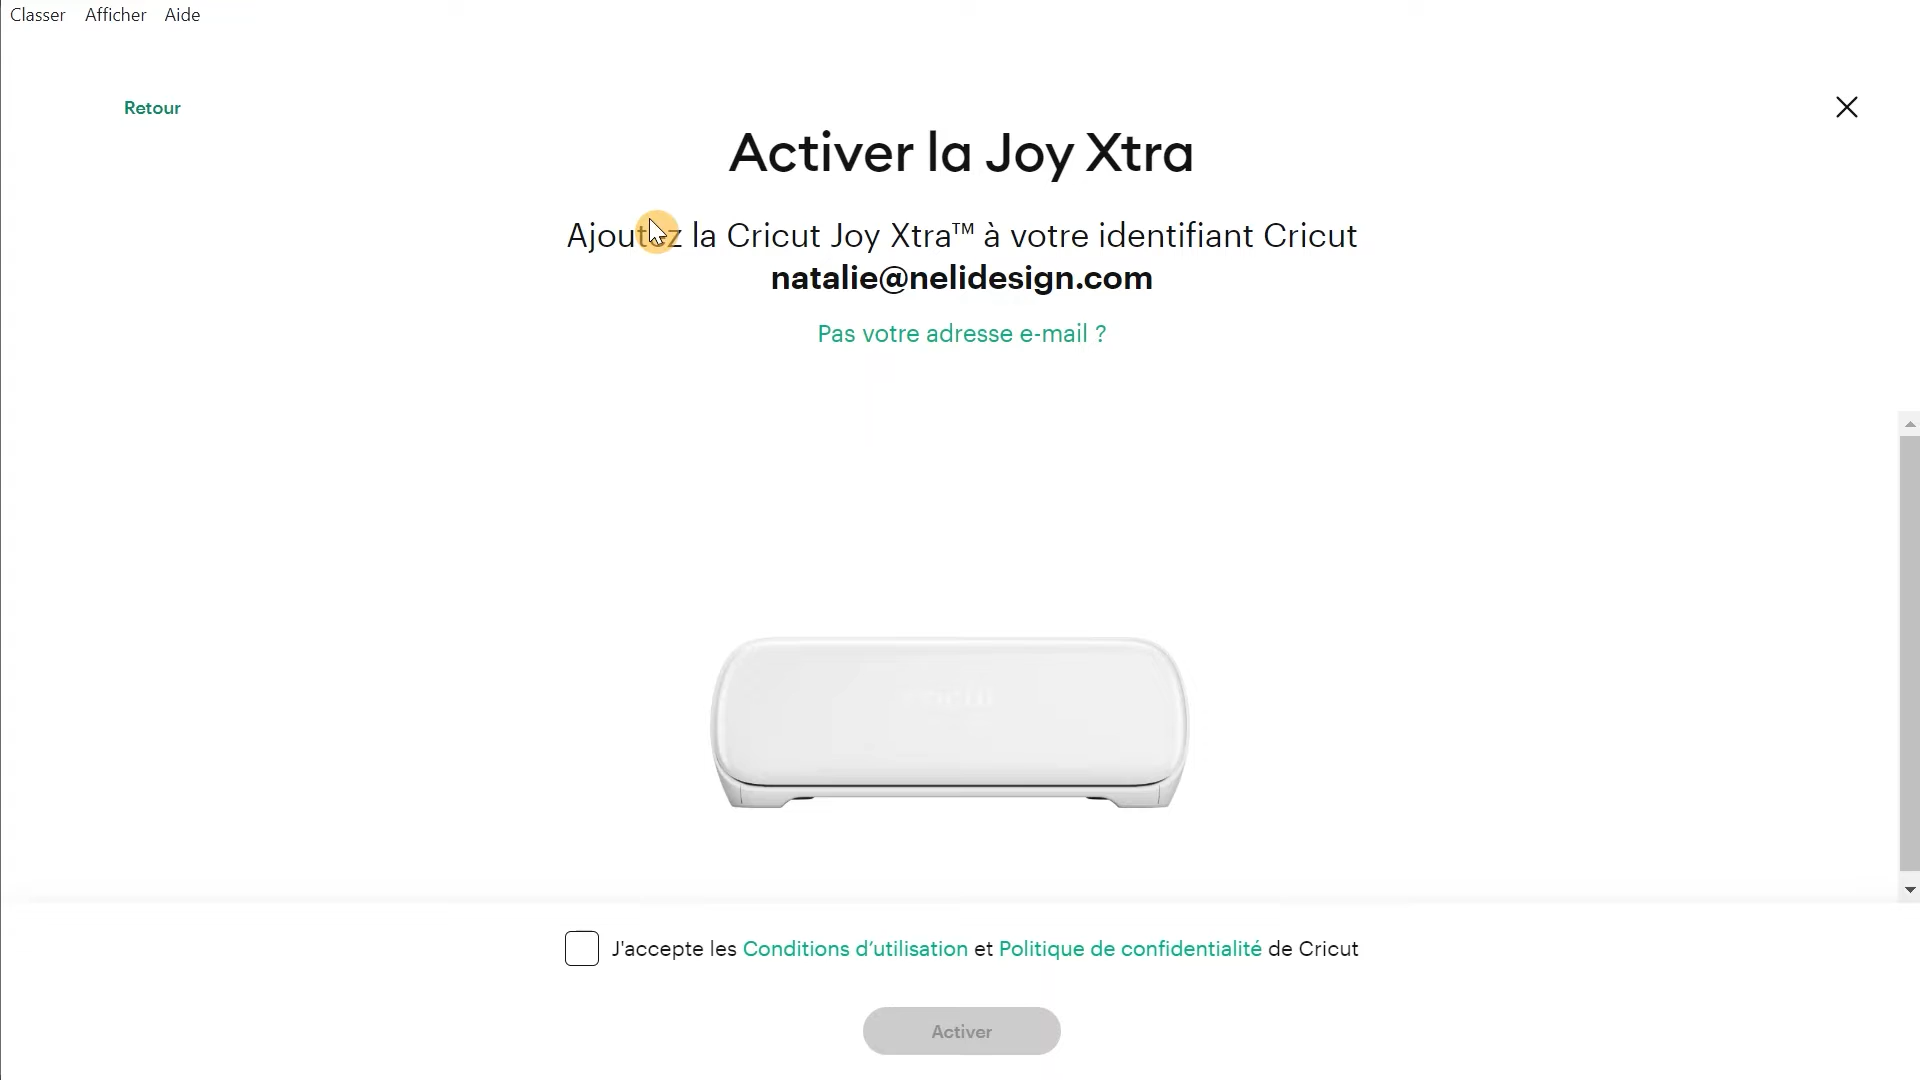 Classer Afficher Aide
Retour
Activer la Joy Xtra
Ajoutez la Cricut Joy Xtra™ à votre identifiant Cricut
natalie@nelidesign.com
Pas votre adresse e-mail ?
J'accepte les Conditions d’utilisation et Politique de confidentialité de Cricut
Activer